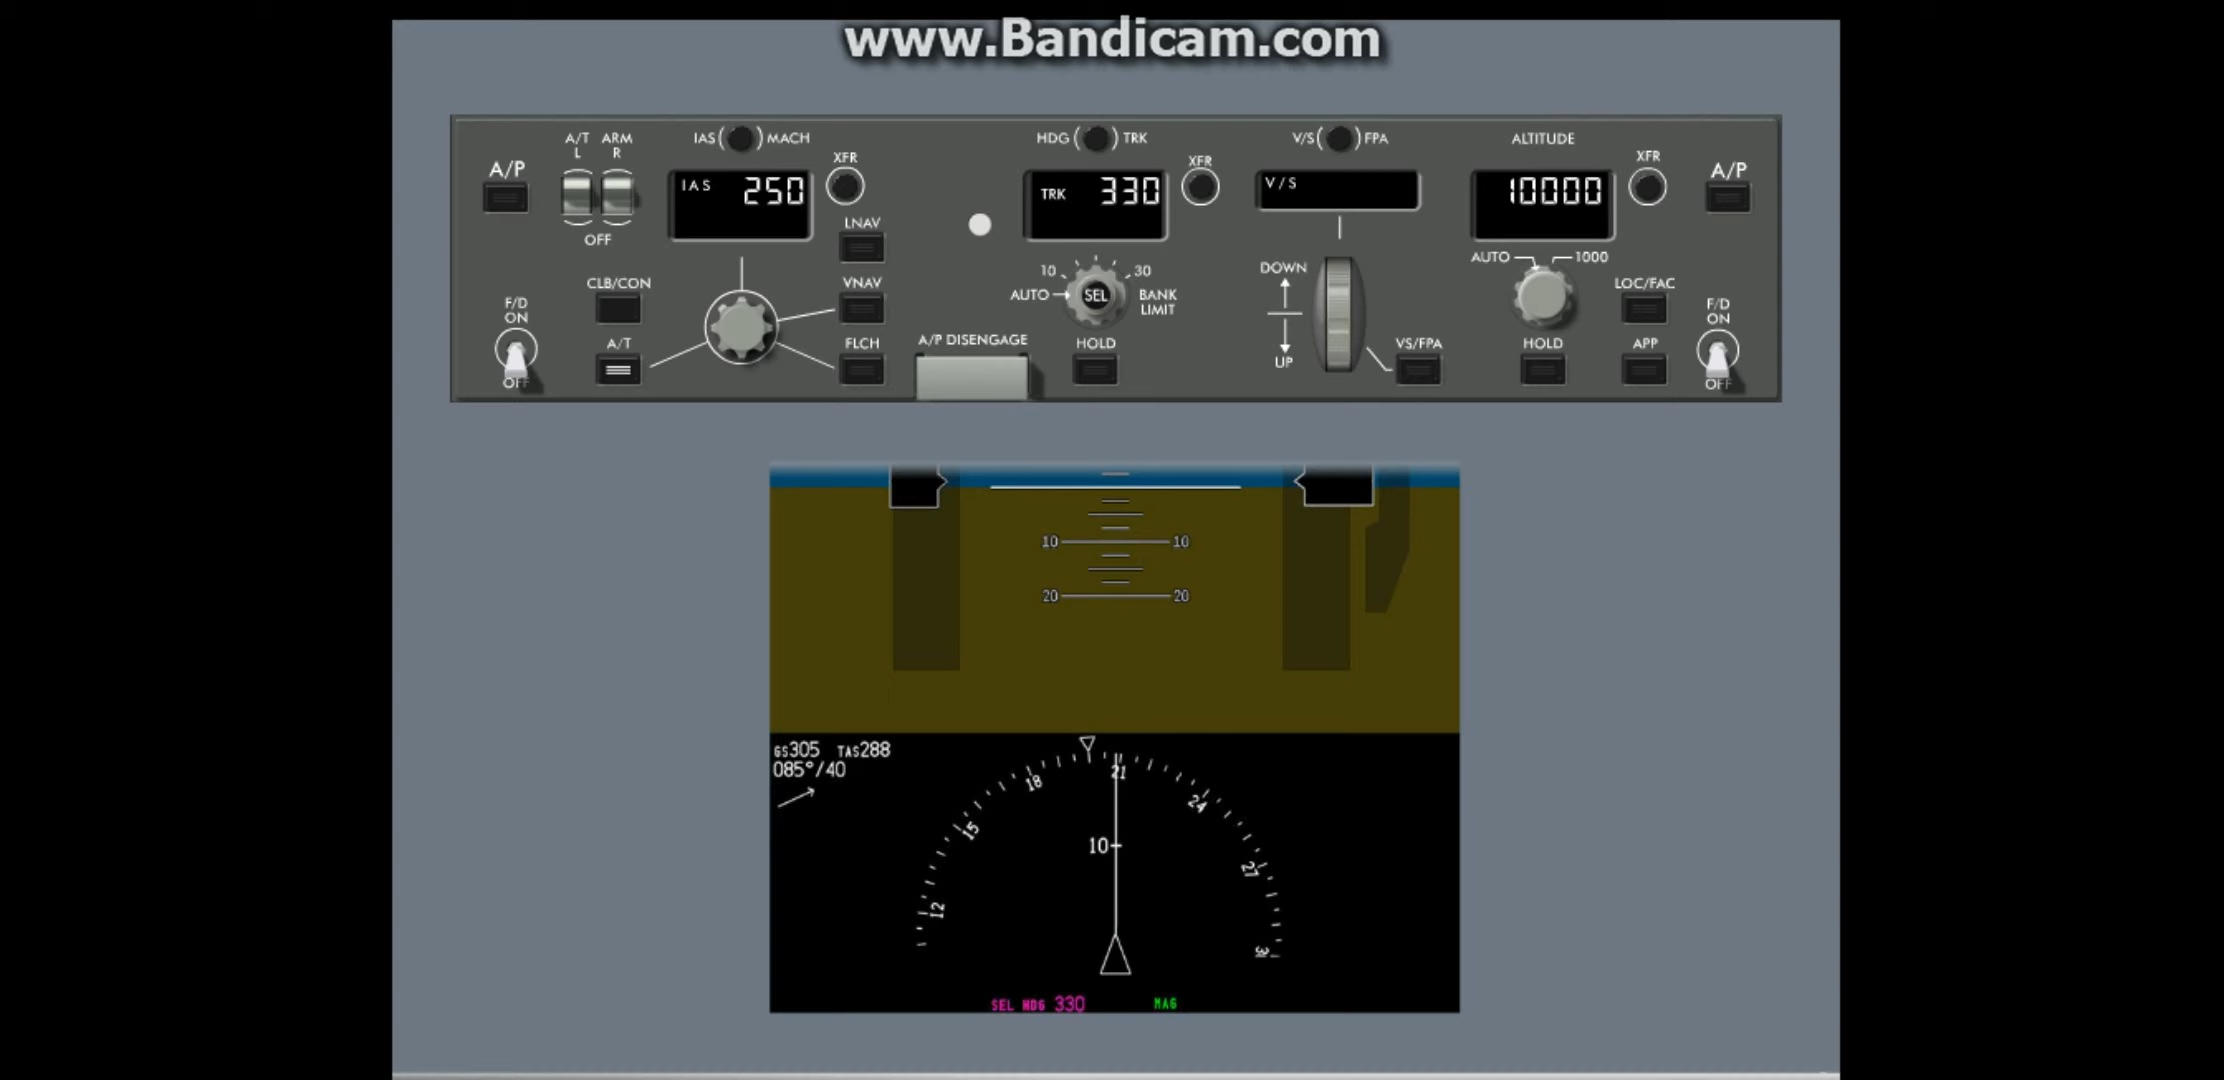 www.Bandicam.com
A/T ARM
L R
IAS MACH
HDG TRK
V/S FPA
ALTITUDE
A/P
XFR
XFR
XFR
A/P
IAS 250
TRK 330
V/S
10000
OFF
LNAV
10 30
AUTO SEL BANK
LIMIT
DOWN
UP
AUTO 1000
CLB/CON
VNAV
LOC/FAC
F/D
ON
OFF
F/D
ON
OFF
A/T
FLCH
A/P DISENGAGE
HOLD
VS/FPA
HOLD
APP
10 10
20 20
GS305 TAS288
085°/40
12 15 18 21 24 27
10
SEL HDG 330 MAG